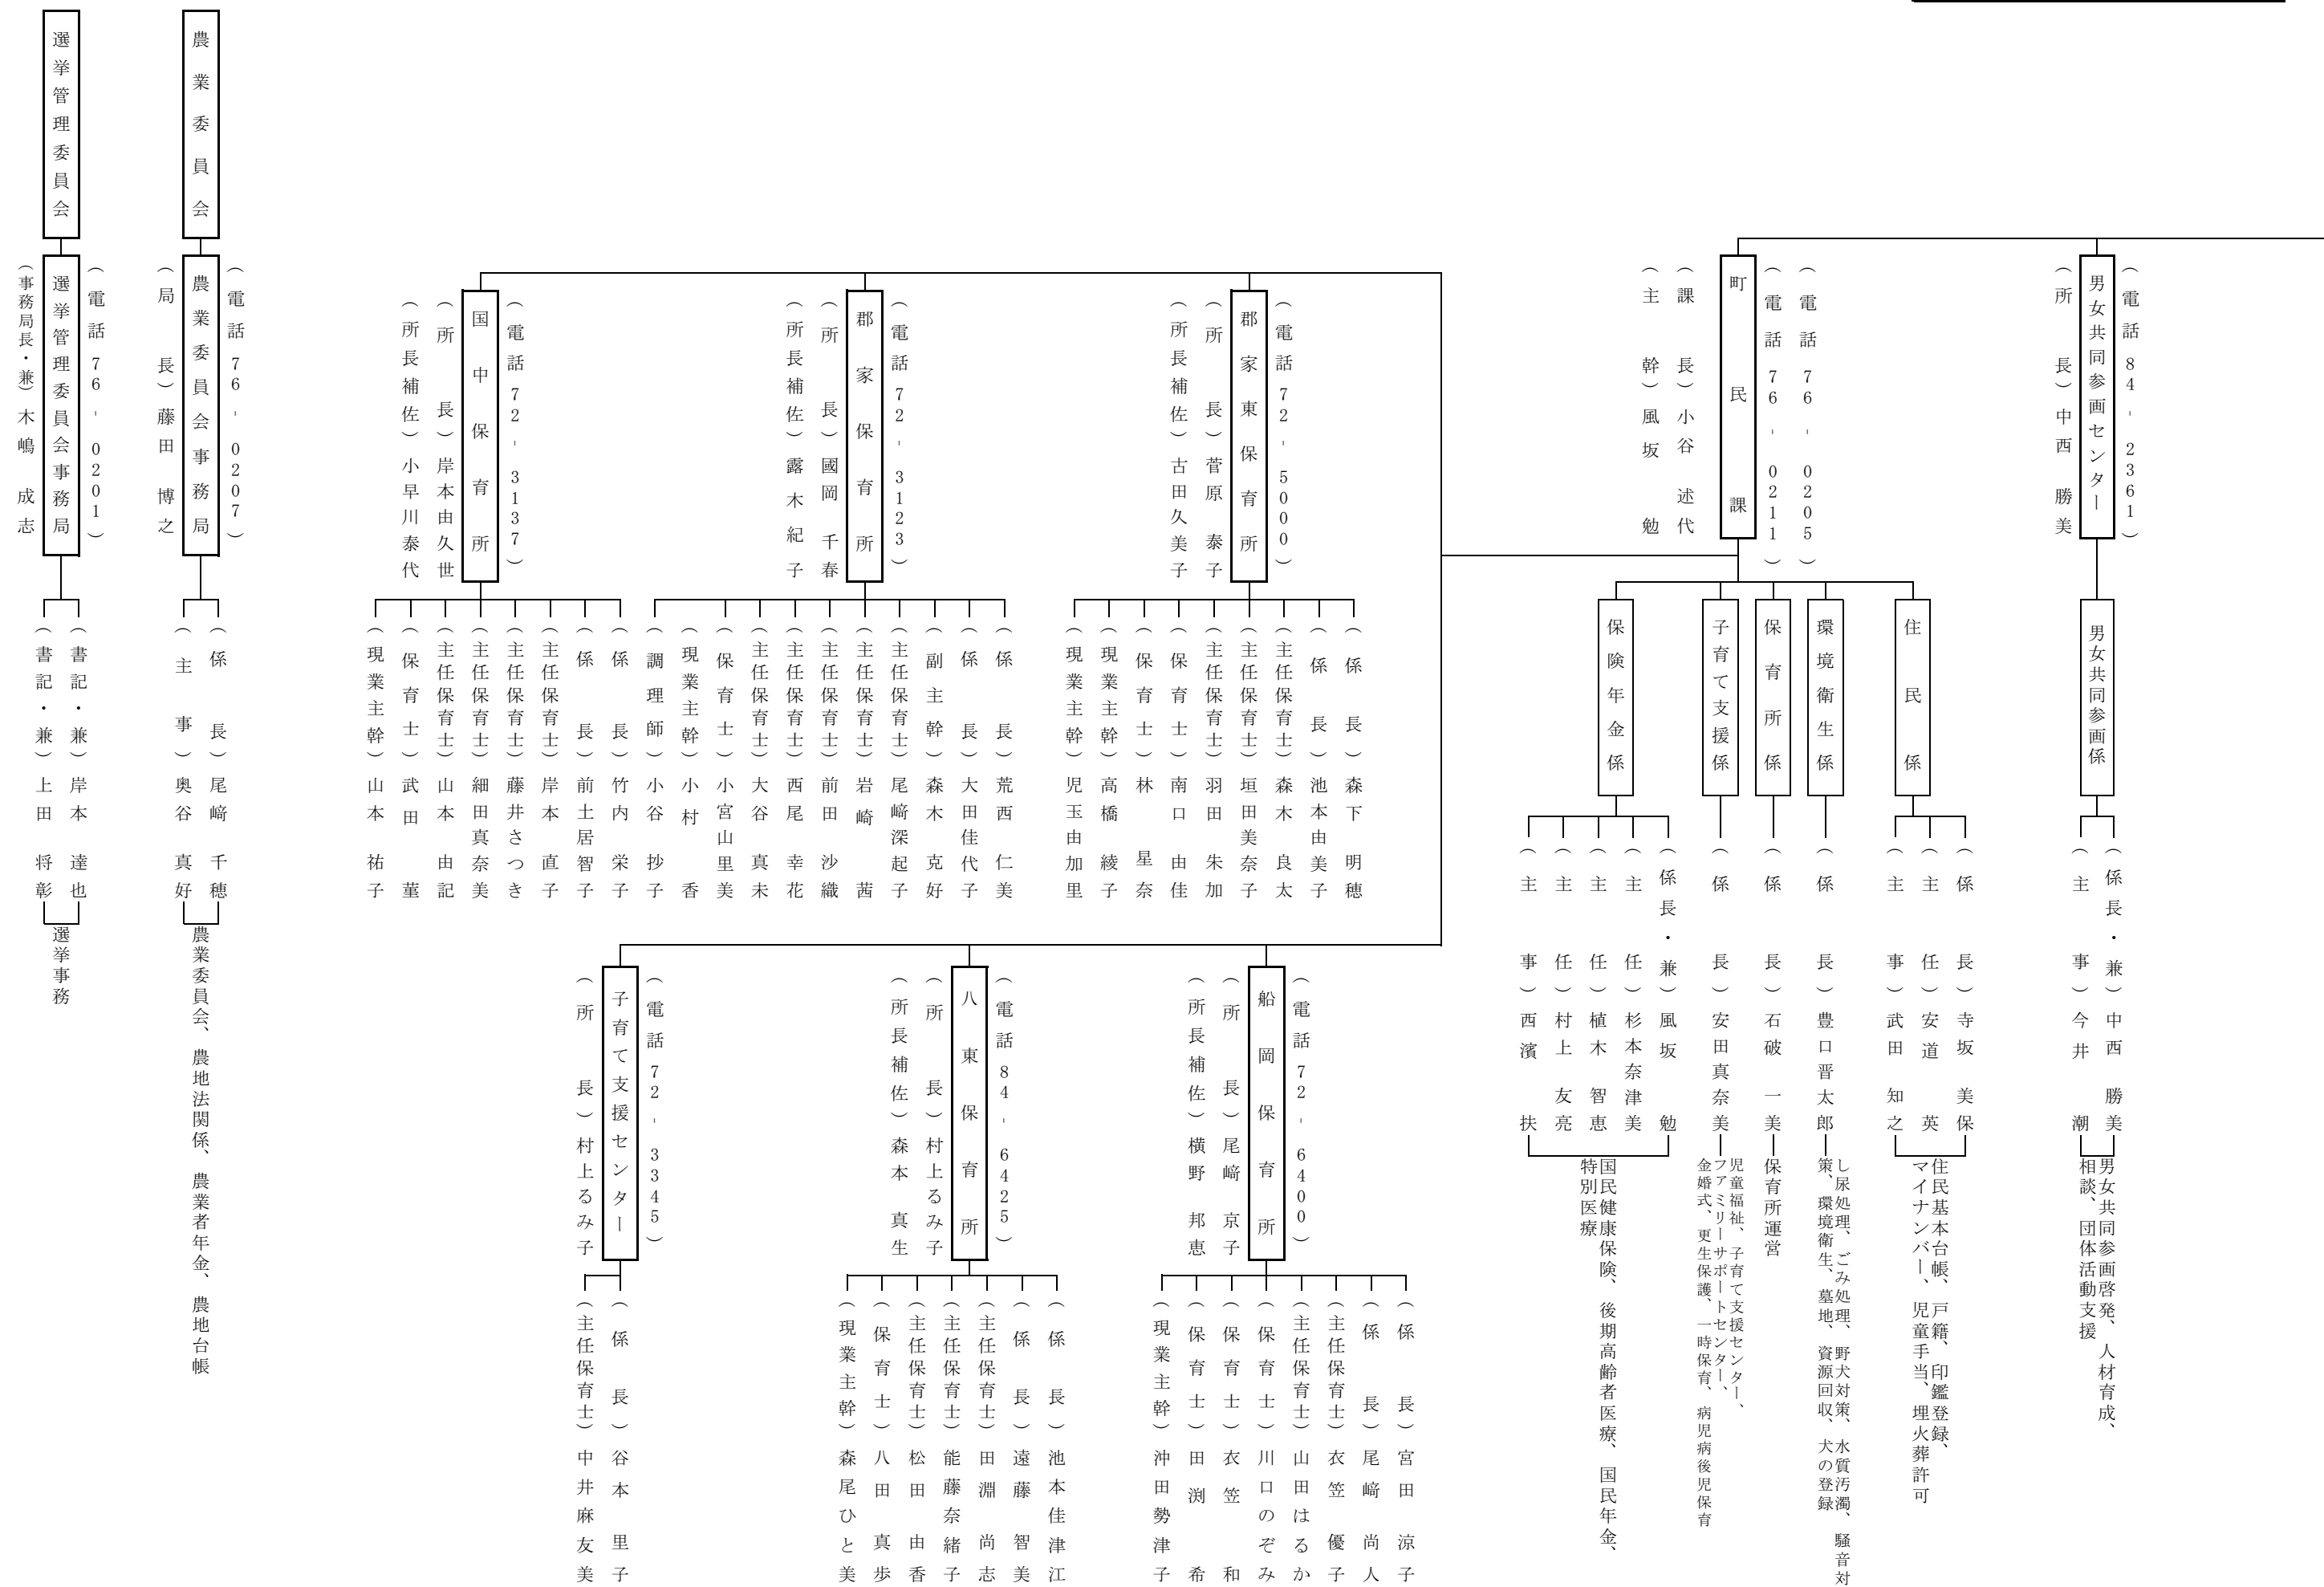 男女共同参画センター
（電話 84 - 2361）
（所長）中西 勝美
男女共同参画係
（係長・兼）中西 勝美
（主事）今井 潮
男女共同参画啓発、人材育成、
相談、団体活動支援
町民課
（電話 76 - 0205）
（電話 76 - 0211）
（課長）小谷 述代
（主幹）風坂 勉
住民係
（係長）寺坂 美保
（主任）安道 英
（主事）武田 知之
住民基本台帳、戸籍、印鑑登録、
マイナンバー、児童手当、埋火葬許可
環境衛生係
（係長）豊口晋太郎
し尿処理、ごみ処理、野犬対策、水質汚濁、騒音対
策、環境衛生、墓地、資源回収、犬の登録
保育所係
（係長）石破 一美
保育所運営
子育て支援係
（係長）安田真奈美
児童福祉、子育て支援センター、
ファミリーサポートセンター、
金婚式、更生保護、一時保育、病児病後児保育
保険年金係
（係長・兼）風坂 勉
（主任）杉本奈津美
（主任）植木 智恵
（主任）村上 友亮
（主事）西濱 扶
国民健康保険、後期高齢者医療、国民年金、
特別医療
郡家東保育所
（電話 72 - 5000）
（所長）菅原 泰子
（所長補佐）古田久美子
（係長）森下 明穂
（係長）池本由美子
（主任保育士）森木 良太
（主任保育士）垣田美奈子
（主任保育士）羽田 朱加
（保育士）南口 由佳
（保育士）林 星奈
（現業主幹）高橋 綾子
（現業主幹）児玉由加里
郡家保育所
（電話 72 - 3123）
（所長）國岡 千春
（所長補佐）露木紀子
（係長）荒西 仁美
（係長）大田佳代子
（副主幹）森木 克好
（主任保育士）尾﨑深起子
（主任保育士）岩崎 茜
（主任保育士）前田 沙織
（主任保育士）西尾 幸花
（主任保育士）大谷 真未
（保育士）小宮山里美
（現業主幹）小村 香
（調理師）小谷 抄子
国中保育所
（電話 72 - 3137）
（所長）岸本由久世
（所長補佐）小早川泰代
（係長）竹内 栄子
（係長）前土居智子
（主任保育士）岸本 直子
（主任保育士）藤井さつき
（主任保育士）細田真奈美
（主任保育士）山本 由記
（保育士）武田 菫
（現業主幹）山本 祐子
船岡保育所
（電話 72 - 6400）
（所長）尾﨑 京子
（所長補佐）横野 邦恵
（係長）宮田 涼子
（係長）尾﨑 尚人
（主任保育士）衣笠 優子
（主任保育士）山田はるか
（保育士）川口のぞみ
（保育士）衣笠 和
（保育士）田渕 希
（現業主幹）沖田勢津子
八東保育所
（電話 84 - 6425）
（所長）村上るみ子
（所長補佐）森本 真生
（係長）池本佳津江
（係長）遠藤 智美
（主任保育士）田淵 尚志
（主任保育士）能藤奈緒子
（主任保育士）松田 由香
（保育士）八田 真歩
（現業主幹）森尾ひと美
子育て支援センター
（電話 72 - 3345）
（所長）村上るみ子
（係長）谷本 里子
（主任保育士）中井麻友美
農業委員会
農業委員会事務局
（電話 76 - 0207）
（局長）藤田 博之
（係長）尾﨑 千穂
（主事）奥谷 真好
農業委員会、農地法関係、農業者年金、農地台帳
選挙管理委員会
選挙管理委員会事務局
（電話 76 - 0201）
（事務局長・兼）木嶋 成志
（書記・兼）岸本 達也
（書記・兼）上田 将彰
選挙事務